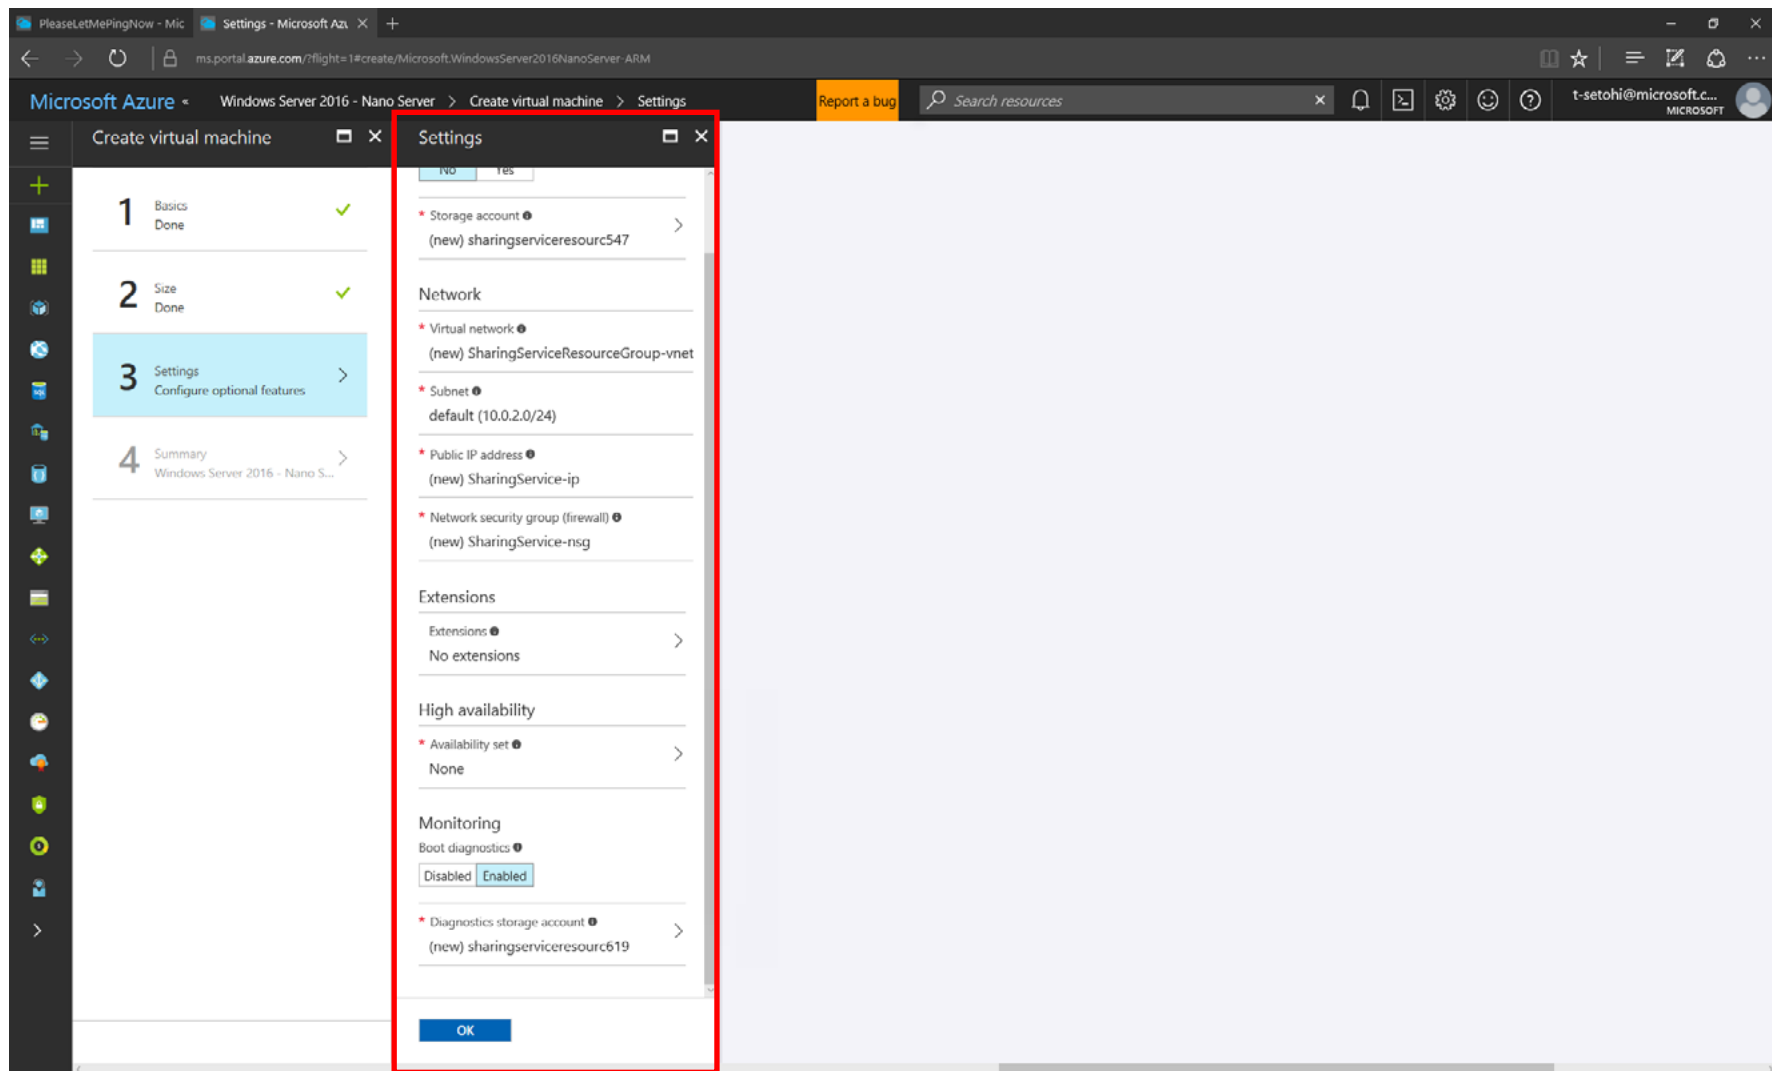 PleaseLetMePingNow - Mic
Settings - Microsoft Azu
ms.portal.azure.com/?flight=1#create/Microsoft.WindowsServer2016NanoServer-ARM
Microsoft Azure « Windows Server 2016 - Nano Server > Create virtual machine > Settings
Report a bug
Search resources
t-setohi@microsoft.c...
MICROSOFT
Create virtual machine
1 Basics
Done
2 Size
Done
3 Settings
Configure optional features
4 Summary
Windows Server 2016 - Nano S...
Settings
No Yes
* Storage account
(new) sharingserviceresourc547
Network
* Virtual network
(new) SharingServiceResourceGroup-vnet
* Subnet
default (10.0.2.0/24)
* Public IP address
(new) SharingService-ip
* Network security group (firewall)
(new) SharingService-nsg
Extensions
Extensions
No extensions
High availability
* Availability set
None
Monitoring
Boot diagnostics
Disabled Enabled
* Diagnostics storage account
(new) sharingserviceresourc619
OK